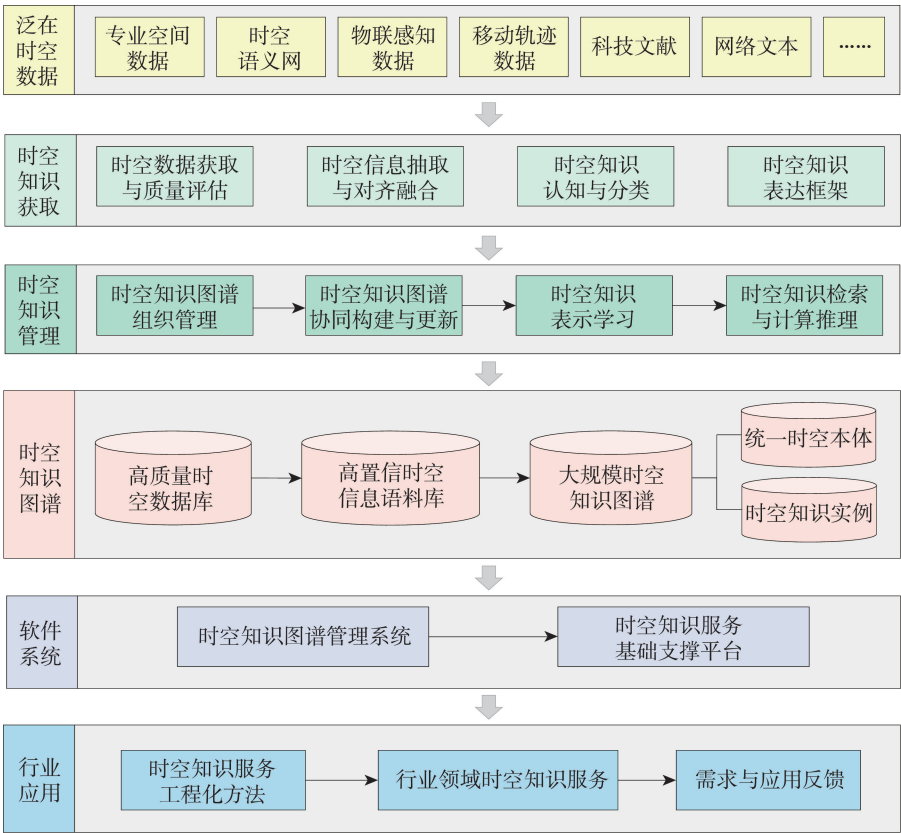 泛在
时空
数据
专业空间
数据
时空
语义网
物联感知
数据
移动轨迹
数据
科技文献
网络文本
……
时空
知识
获取
时空数据获取
与质量评估
时空信息抽取
与对齐融合
时空知识
认知与分类
时空知识
表达框架
时空
知识
管理
时空知识图谱
组织管理
时空知识图谱
协同构建与更新
时空知识
表示学习
时空知识检索
与计算推理
时空
知识
图谱
高质量时
空数据库
高置信时空
信息语料库
大规模时空
知识图谱
统一时空本体
时空知识实例
软件
系统
时空知识图谱管理系统
时空知识服务
基础支撑平台
行业
应用
时空知识服务
工程化方法
行业领域时空知识服务
需求与应用反馈